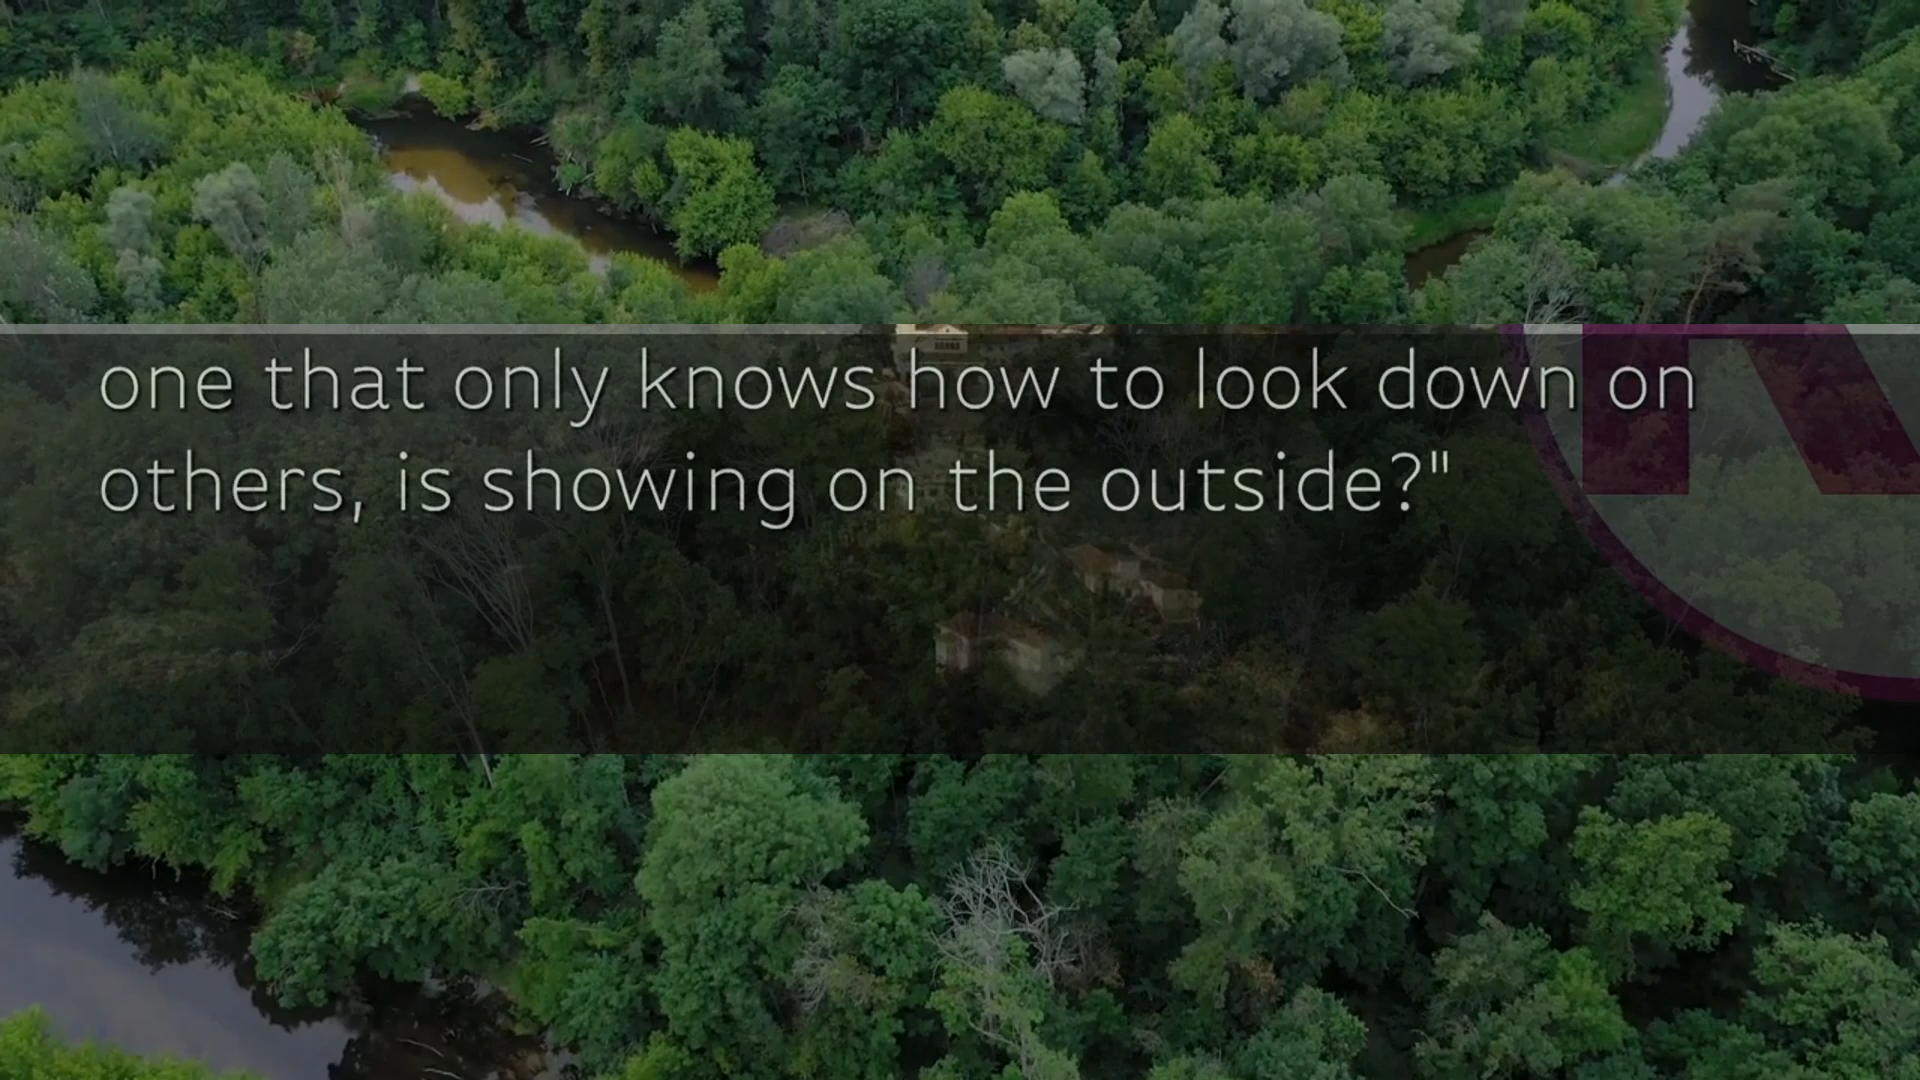 one that only knows how to look down on
others, is showing on the outside?"